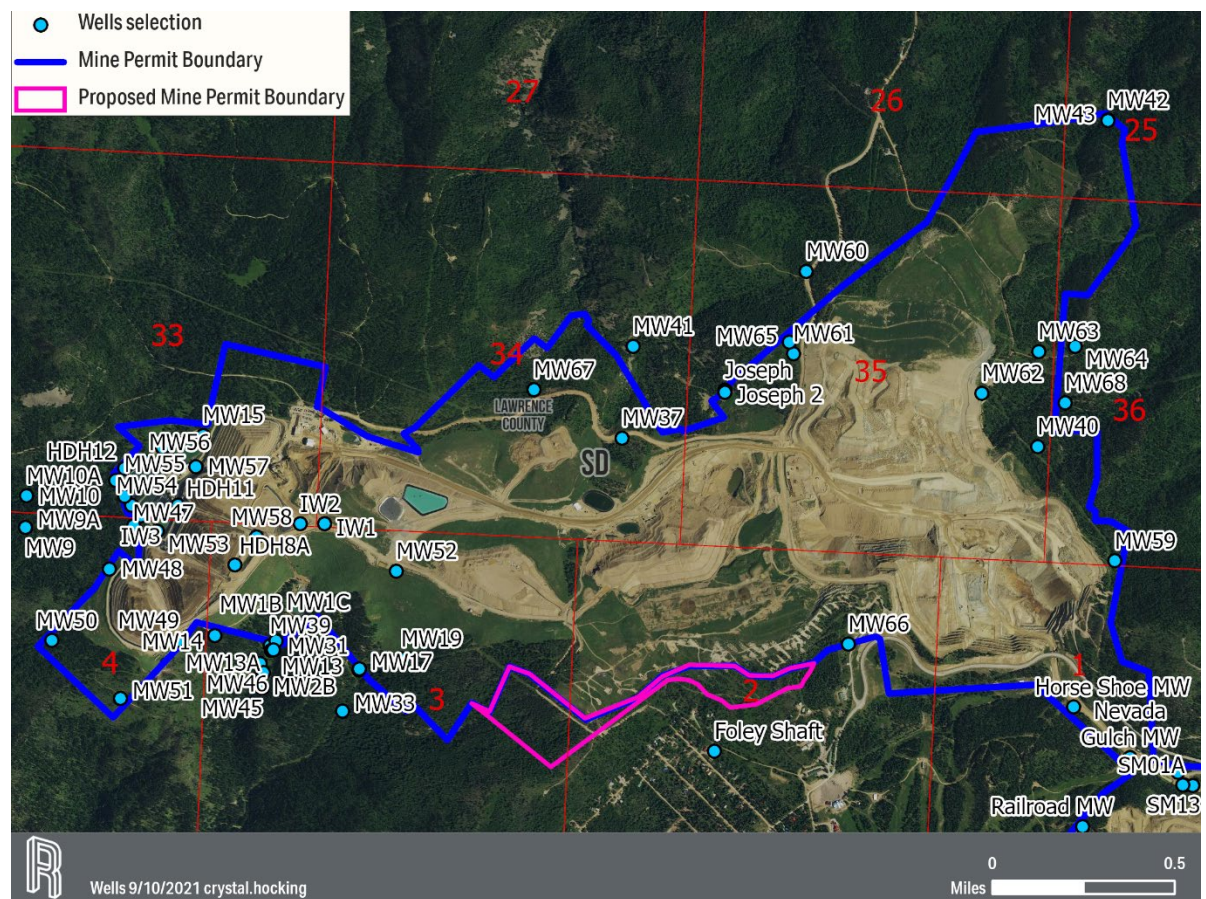 Wells selection
Mine Permit Boundary
Proposed Mine Permit Boundary
27
26
MW43
MW42
25
MW60
33
34
MW41
MW65
MW61
MW63
MW64
MW67
Joseph
Joseph 2
35
MW62
MW68
36
LAWRENCE
COUNTY
MW15
MW37
SD
MW40
HDH12
MW56
MW55
MW57
MW10A
MW54
HDH11
MW10
MW47
MW58
IW2
IW1
MW9A
IW3
MW53
HDH8A
MW9
MW48
MW52
MW59
MW50
MW49
MW1B
MW1C
MW14
MW39
MW31
MW19
MW66
4
MW13A
MW13
MW17
1
MW46
MW2B
MW51
MW45
MW33
3
2
Horse Shoe MW
Nevada
Gulch MW
Foley Shaft
SM01A
Railroad MW
SM13
R
Wells 9/10/2021 crystal.hocking
0
0.5
Miles